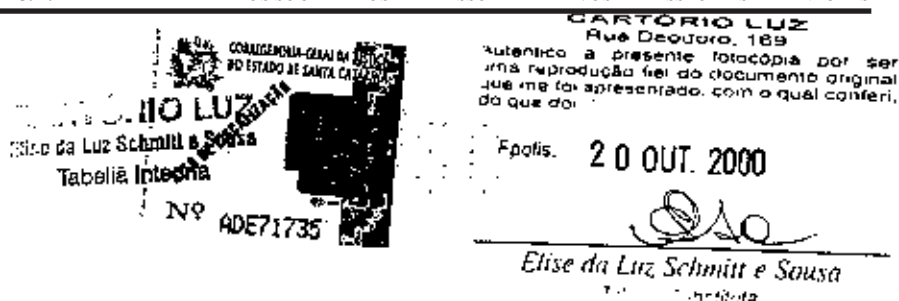 CORREGEDORIA-GERAL DA JUSTIÇA
DO ESTADO DE SANTA CATARINA
IO LUZ
Elise da Luz Schmitt e Sousa
Tabeliã Interina
Nº ADE71735
CARTÓRIO LUZ
Rua Deodoro, 169
Autentico a presente fotocópia por ser
uma reprodução fiel do documento original
que me foi apresentado, com o qual conferi,
do que dou
Fpolis. 20 OUT. 2000
Elise da Luz Schmitt e Sousa